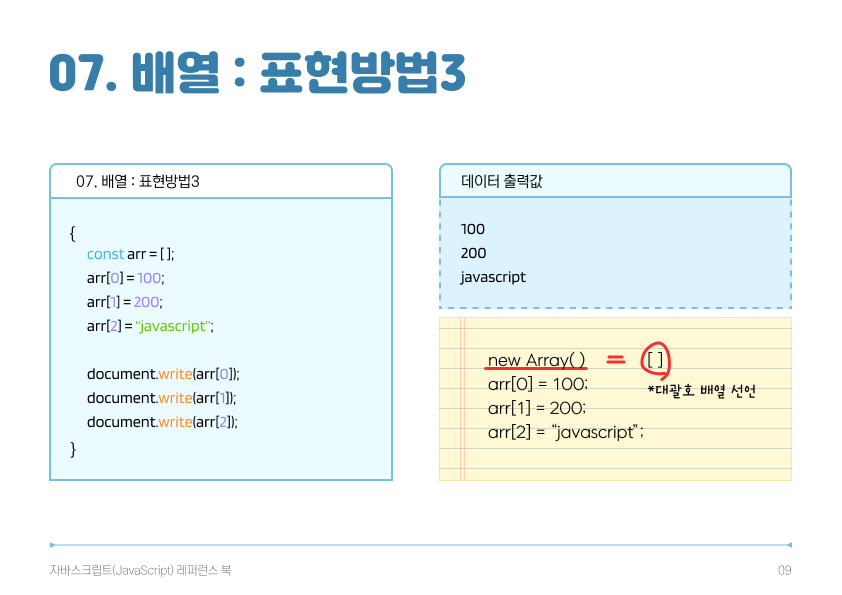 07. 배열 : 표현방법3
07. 배열 : 표현방법3
{
const arr = [ ];
arr[0] = 100;
arr[1] = 200;
arr[2] = “javascript”;
document.write(arr[0]);
document.write(arr[1]);
document.write(arr[2]);
}
데이터 출력값
100
200
javascript
new Array( ) = [ ]
arr[0] = 100;
*대괄호 배열 선언
arr[1] = 200;
arr[2] = “javascript”;
자바스크립트(JavaScript) 레퍼런스 북
09